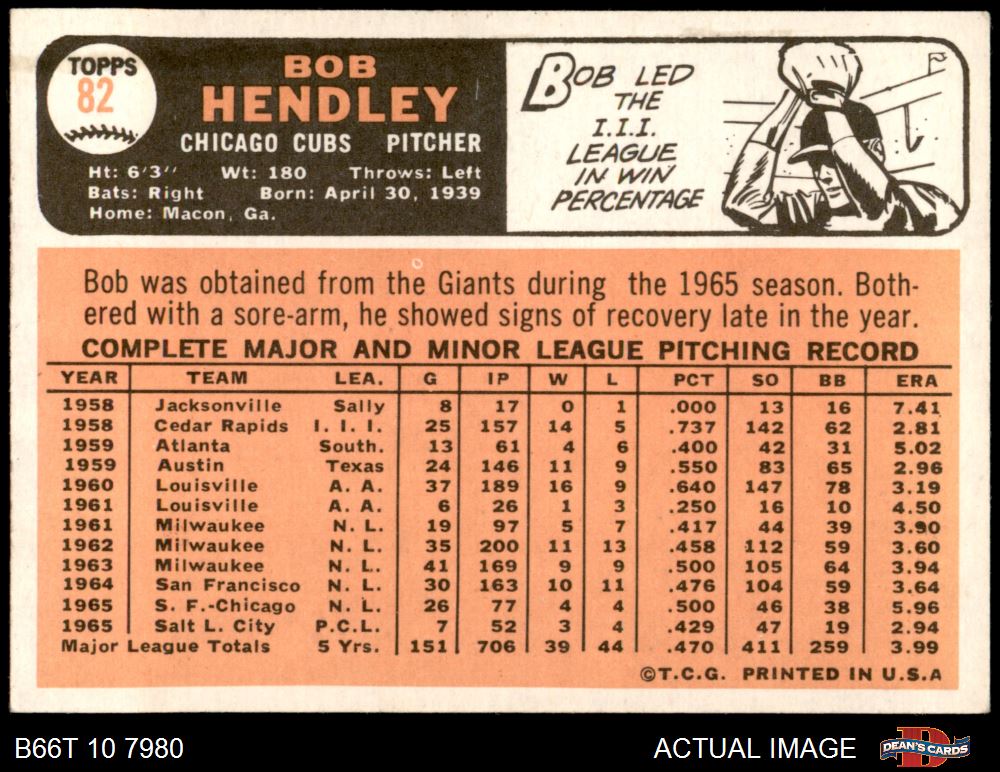 TOPPS
82
BOB
HENDLEY
CHICAGO CUBS PITCHER
Ht: 6'3" Wt: 180 Throws: Left
Bats: Right Born: April 30, 1939
Home: Macon, Ga.
BOB LED
THE
I.I.I.
LEAGUE
IN WIN
PERCENTAGE
Bob was obtained from the Giants during the 1965 season. Both-
ered with a sore-arm, he showed signs of recovery late in the year.
COMPLETE MAJOR AND MINOR LEAGUE PITCHING RECORD
YEAR TEAM LEA. G IP W L PCT SO BB ERA
1958 Jacksonville Sally 8 17 0 1 .000 13 16 7.41
1958 Cedar Rapids I. I. I. 25 157 14 5 .737 142 62 2.81
1959 Atlanta South. 13 61 4 6 .400 42 31 5.02
1959 Austin Texas 24 146 11 9 .550 83 65 2.96
1960 Louisville A. A. 37 189 16 9 .640 147 78 3.19
1961 Louisville A. A. 6 26 1 3 .250 16 10 4.50
1961 Milwaukee N. L. 19 97 5 7 .417 44 39 3.90
1962 Milwaukee N. L. 35 200 11 13 .458 112 59 3.60
1963 Milwaukee N. L. 41 169 9 9 .500 105 64 3.94
1964 San Francisco N. L. 30 163 10 11 .476 104 59 3.64
1965 S. F.-Chicago N. L. 26 77 4 4 .500 46 38 5.96
1965 Salt L. City P.C.L. 7 52 3 4 .429 47 19 2.94
Major League Totals 5 Yrs. 151 706 39 44 .470 411 259 3.99
©T.C.G. PRINTED IN U.S.A
B66T 10 7980
ACTUAL IMAGE
D
DEAN'S CARDS